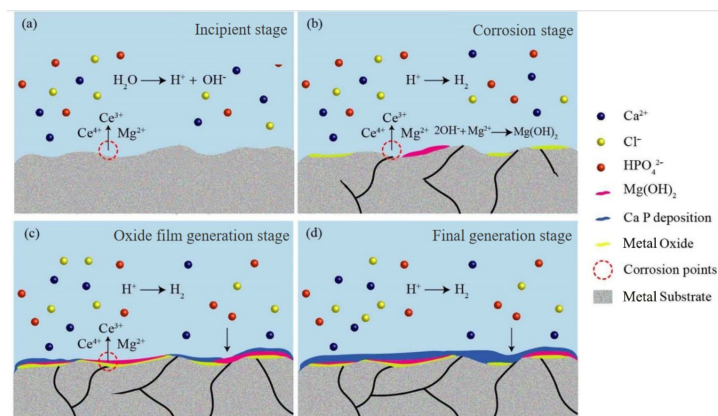 (a)
Incipient stage
H₂O → H⁺ + OH⁻
Ce³⁺
Ce⁴⁺ Mg²⁺
(b)
Corrosion stage
H⁺ → H₂
Ce³⁺
Ce⁴⁺ Mg²⁺ 2OH⁻+Mg²⁺ → Mg(OH)₂
Ca²⁺
Cl⁻
HPO₄²⁻
Mg(OH)₂
Ca P deposition
Metal Oxide
Corrosion points
Metal Substrate
(c)
Oxide film generation stage
H⁺ → H₂
Ce³⁺
Ce⁴⁺ Mg²⁺
(d)
Final generation stage
H⁺ → H₂